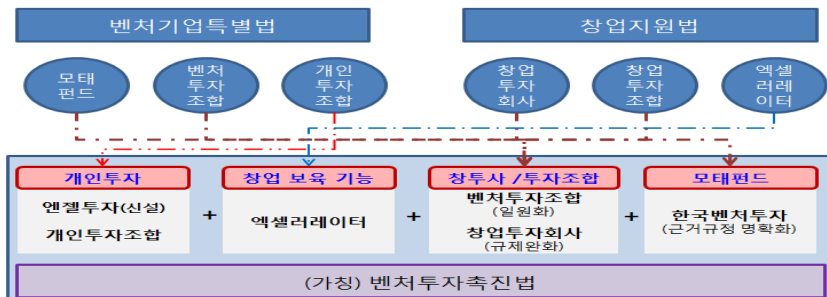 벤처기업특별법
창업지원법
모태
펀드
벤처
투자
조합
개인
투자
조합
창업
투자
회사
창업
투자
조합
엑셀
러레
이터
개인투자
창업 보육 기능
창투사 /투자조합
모태펀드
엔젤투자(신설)
개인투자조합
+
엑셀러레이터
+
벤처투자조합
(일원화)
창업투자회사
(규제완화)
+
한국벤처투자
(근거규정 명확화)
(가칭) 벤처투자촉진법